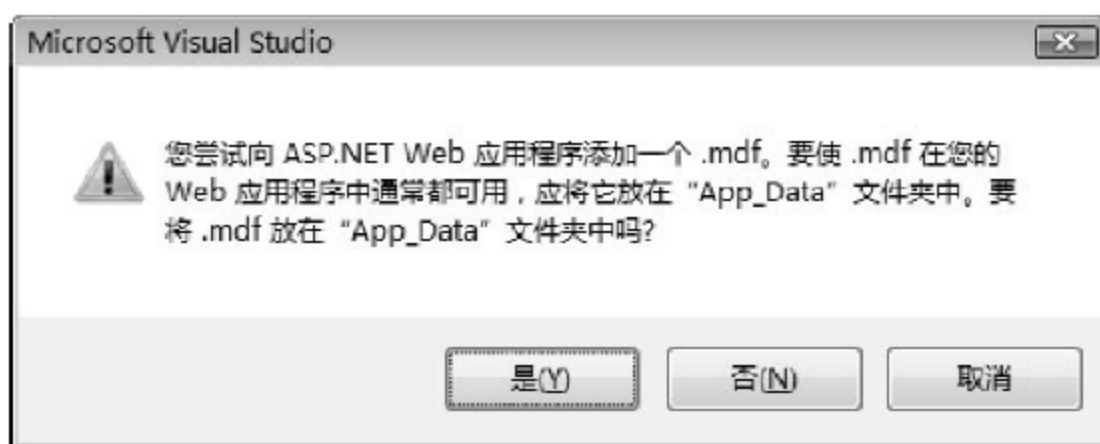 Microsoft Visual Studio
您尝试向 ASP.NET Web 应用程序添加一个 .mdf。要使 .mdf 在您的
Web 应用程序中通常都可用，应将它放在“App_Data”文件夹中。要
将 .mdf 放在“App_Data”文件夹中吗?
是(Y) 否(N) 取消